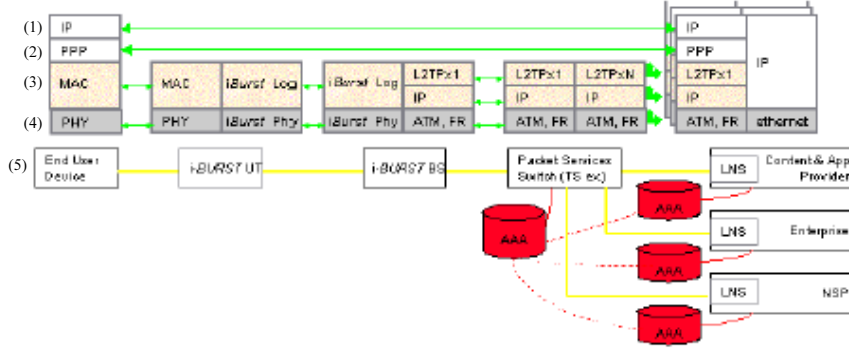 (1) IP IP
(2) PPP PPP IP
(3) MAC MAC iBurst Log iBurst Log L2TPx1 L2TPx1 L2TPxN L2TPx1
IP IP IP IP
(4) PHY PHY iBurst Phy iBurst Phy ATM, FR ATM, FR ATM, FR ATM, FR ethernet
(5) End User Device
i-BURST UT
i-BURST BS
Packet Services
Switch (TS ex)
LNS Content & App
Provider
AAA
AAA
LNS Enterprise
AAA
LNS NSP
AAA